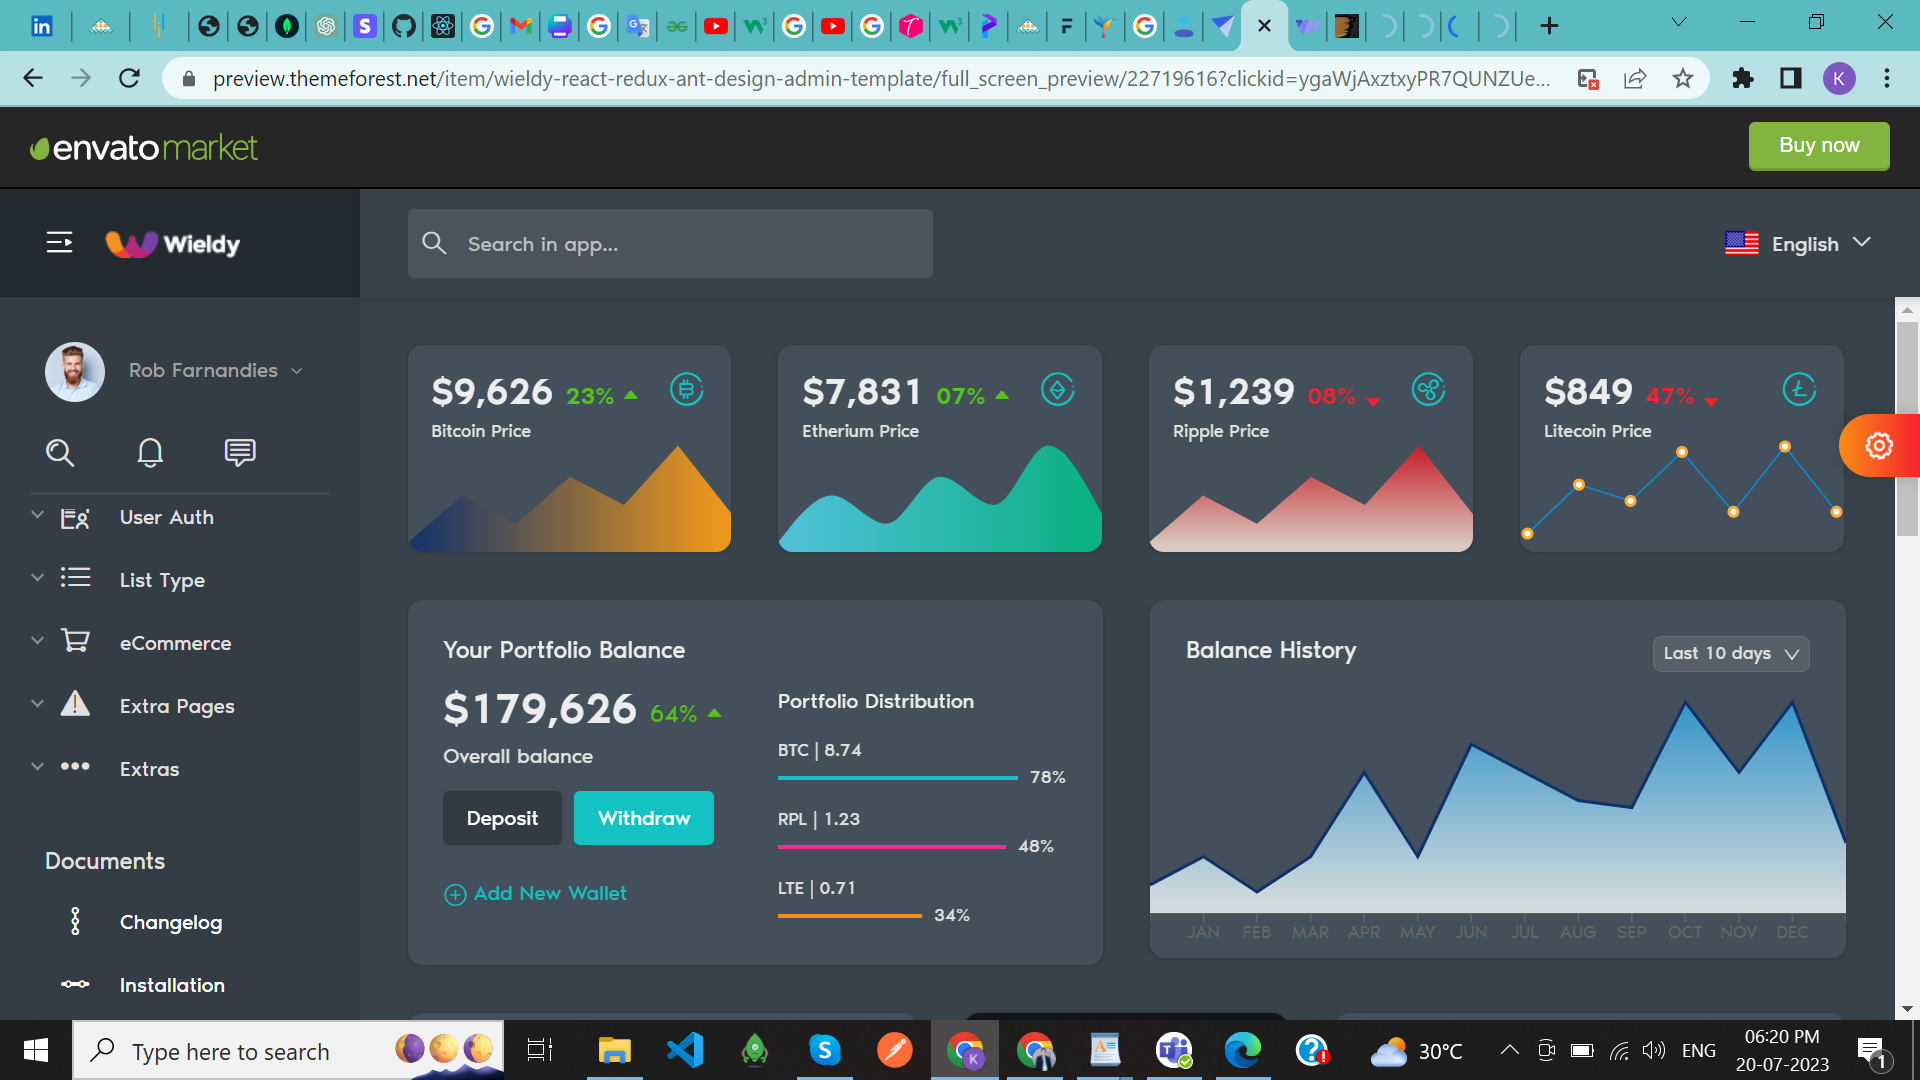 preview.themeforest.net/item/wieldy-react-redux-ant-design-admin-template/full_screen_preview/22719616?clickid=ygaWjAxztxyPR7QUNZUe...
K
envato market
Buy now
Wieldy
Search in app...
English
Rob Farnandies
User Auth
List Type
eCommerce
Extra Pages
Extras
Documents
Changelog
Installation
$9,626 23%
Bitcoin Price
$7,831 07%
Etherium Price
$1,239 08%
Ripple Price
$849 47%
Litecoin Price
Your Portfolio Balance
$179,626 64%
Overall balance
Deposit
Withdraw
Add New Wallet
Portfolio Distribution
BTC | 8.74
78%
RPL | 1.23
48%
LTE | 0.71
34%
Balance History
Last 10 days
JAN FEB MAR APR MAY JUN JUL AUG SEP OCT NOV DEC
Type here to search
30°C
ENG
06:20 PM
20-07-2023
1